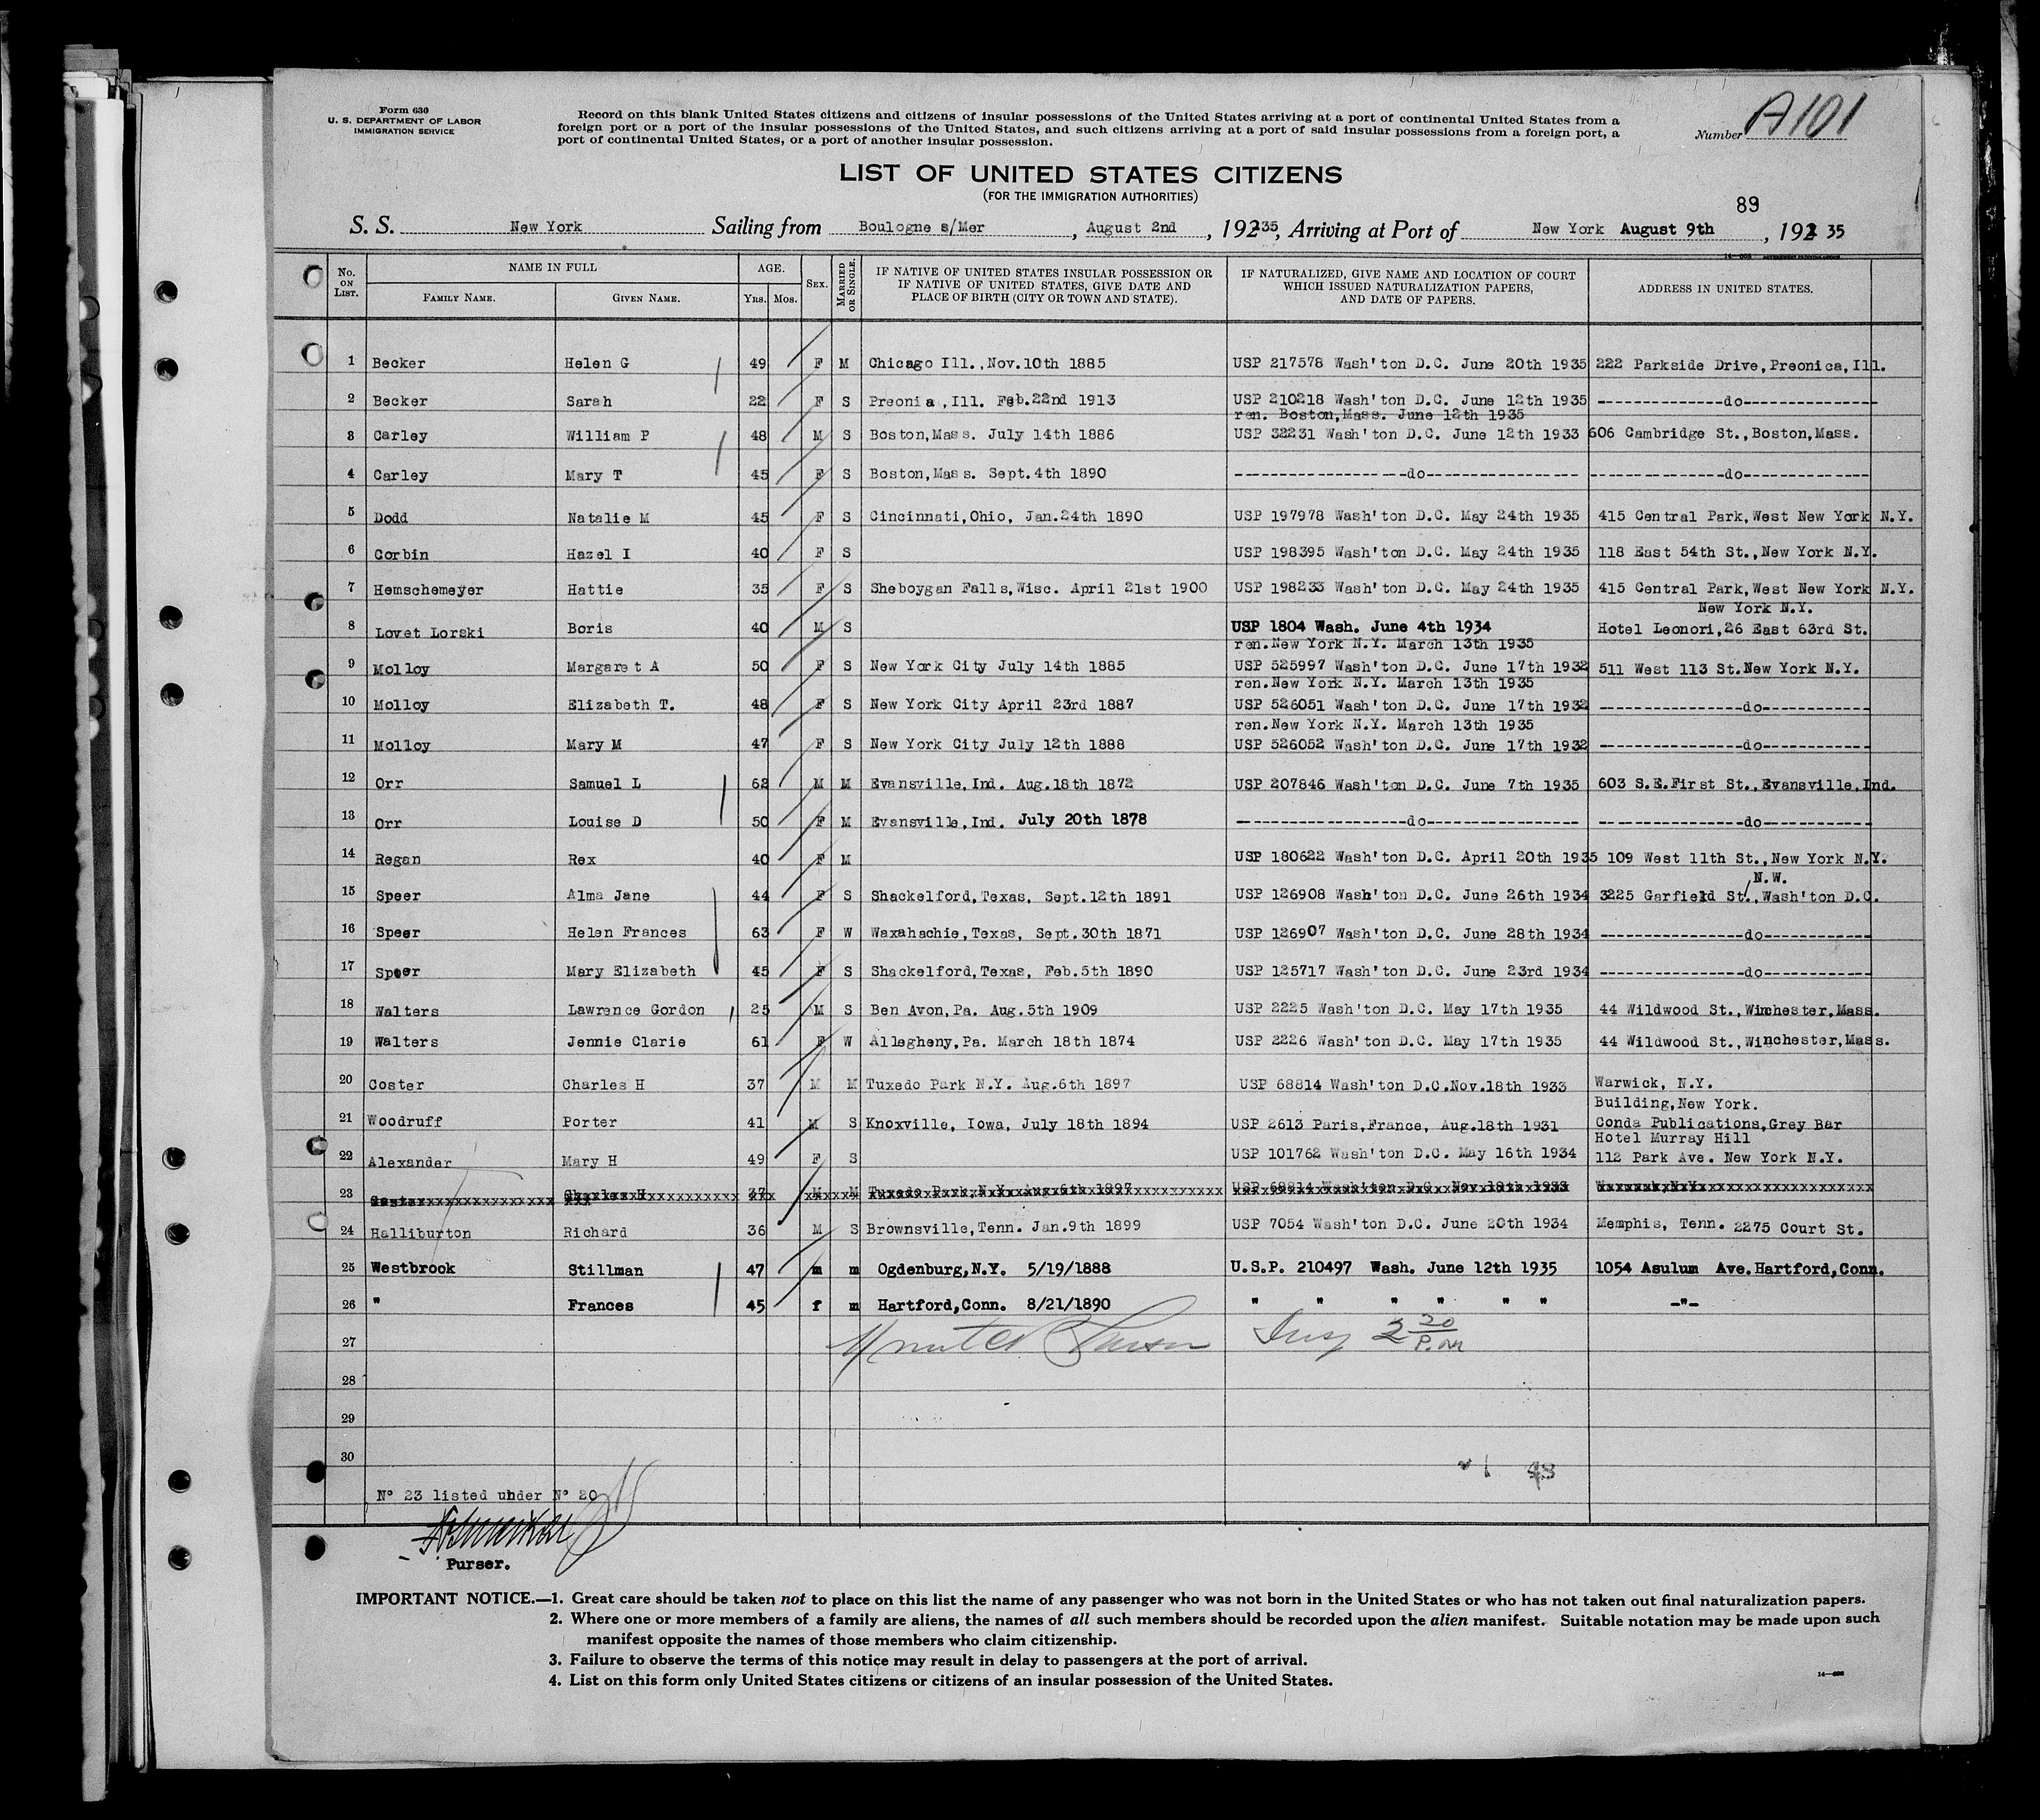 Form 630
U. S. DEPARTMENT OF LABOR
IMMIGRATION SERVICE
Record on this blank United States citizens and citizens of insular possessions of the United States arriving at a port of continental United States from a
foreign port or a port of the insular possessions of the United States, and such citizens arriving at a port of said insular possessions from a foreign port, a
port of continental United States, or a port of another insular possession.
Number A101
LIST OF UNITED STATES CITIZENS
(FOR THE IMMIGRATION AUTHORITIES)
89
S. S. New York Sailing from Boulogne s/Mer, August 2nd, 19235, Arriving at Port of New York August 9th, 192 35
No. ON LIST. NAME IN FULL AGE. SEX. MARRIED OR SINGLE. IF NATIVE OF UNITED STATES INSULAR POSSESSION OR IF NATIVE OF UNITED STATES, GIVE DATE AND PLACE OF BIRTH (CITY OR TOWN AND STATE). IF NATURALIZED, GIVE NAME AND LOCATION OF COURT WHICH ISSUED NATURALIZATION PAPERS, AND DATE OF PAPERS. ADDRESS IN UNITED STATES.
FAMILY NAME. GIVEN NAME. Yrs. Mos.
1 Becker Helen G 49 F M Chicago Ill.,Nov.10th 1885 USP 217578 Wash'ton D.C. June 20th 1935 222 Parkside Drive,Preonica,Ill.
2 Becker Sarah 22 F S Preonia,Ill. Feb.22nd 1913 USP 210218 Wash'ton D.C. June 12th 1935 ---do---
ren. Boston,Mass. June 12th 1935
3 Carley William P 48 M S Boston,Mass. July 14th 1886 USP 32231 Wash'ton D.C. June 12th 1933 606 Cambridge St.,Boston,Mass.
4 Carley Mary T 45 F S Boston,Mass. Sept.4th 1890 ---do--- ---do---
5 Dodd Natalie M 45 F S Cincinnati,Ohio, Jan.24th 1890 USP 197978 Wash'ton D.C. May 24th 1935 415 Central Park,West New York N.Y.
6 Corbin Hazel I 40 F S USP 198395 Wash'ton D.C. May 24th 1935 118 East 54th St.,New York N.Y.
7 Hemschemeyer Hattie 35 F S Sheboygan Falls,Wisc. April 21st 1900 USP 198233 Wash'ton D.C. May 24th 1935 415 Central Park,West New York N.Y.
New York N.Y.
8 Lovet Lorski Boris 40 M S USP 1804 Wash. June 4th 1934 Hotel Leonori,26 East 63rd St.
ren.New York N.Y. March 13th 1935
9 Molloy Margaret A 50 F S New York City July 14th 1885 USP 525997 Wash'ton D.C. June 17th 1932 511 West 113 St.New York N.Y.
ren.New York N.Y. March 13th 1935
10 Molloy Elizabeth T. 48 F S New York City April 23rd 1887 USP 526051 Wash'ton D.C. June 17th 1932 ---do---
ren.New York N.Y. March 13th 1935
11 Molloy Mary M 47 F S New York City July 12th 1888 USP 526052 Wash'ton D.C. June 17th 1932 ---do---
12 Orr Samuel L 62 M M Evansville,Ind. Aug.18th 1872 USP 207846 Wash'ton D.C. June 7th 1935 603 S.E.First St.,Evansville,Ind.
13 Orr Louise D 50 F M Evansville,Ind. July 20th 1878 ---do--- ---do---
14 Regan Rex 40 F M USP 180622 Wash'ton D.C. April 20th 1935 109 West 11th St.,New York N.Y.
N.W.
15 Speer Alma Jane 44 F S Shackelford,Texas, Sept.12th 1891 USP 126908 Wash'ton D.C. June 26th 1934 3225 Garfield St.,Wash'ton D.C.
16 Speer Helen Frances 63 F W Waxahachie,Texas, Sept.30th 1871 USP 126907 Wash'ton D.C. June 28th 1934 ---do---
17 Speer Mary Elizabeth 45 F S Shackelford,Texas, Feb.5th 1890 USP 125717 Wash'ton D.C. June 23rd 1934 ---do---
18 Walters Lawrence Gordon 25 M S Ben Avon,Pa. Aug.5th 1909 USP 2225 Wash'ton D.C. May 17th 1935 44 Wildwood St.,Winchester,Mass.
19 Walters Jennie Clarie 61 F W Allegheny,Pa. March 18th 1874 USP 2226 Wash'ton D.C. May 17th 1935 44 Wildwood St.,Winchester,Mass.
20 Coster Charles H 37 M M Tuxedo Park N.Y. Aug.6th 1897 USP 68814 Wash'ton D.C.Nov.18th 1933 Warwick, N.Y.
Building,New York.
21 Woodruff Porter 41 M S Knoxville, Iowa, July 18th 1894 USP 2613 Paris,France, Aug.18th 1931 Conda Publications,Grey Bar
Hotel Murray Hill
22 Alexander Mary H 49 F S USP 101762 Wash'ton D.C. May 16th 1934 112 Park Ave. New York N.Y.
23 Coster Charles H 37 M M Tuxedo Park,N.Y. Aug.6th 1897 USP 68814 Wash'ton D.C. Nov.18th 1933 Warwick,N.Y.
24 Halliburton Richard 36 M S Brownsville,Tenn. Jan.9th 1899 USP 7054 Wash'ton D.C. June 20th 1934 Memphis, Tenn. 2275 Court St.
25 Westbrook Stillman 47 m m Ogdenburg,N.Y. 5/19/1888 U.S.P. 210497 Wash. June 12th 1935 1054 Asulum Ave.Hartford,Conn.
26 " Frances 45 f m Hartford,Conn. 8/21/1890 " " " " " " -"-
27 Insp 2 20 P.M
28
29
30
48
No 23 listed under No 20
Purser.
IMPORTANT NOTICE.—1. Great care should be taken not to place on this list the name of any passenger who was not born in the United States or who has not taken out final naturalization papers.
2. Where one or more members of a family are aliens, the names of all such members should be recorded upon the alien manifest. Suitable notation may be made upon such
manifest opposite the names of those members who claim citizenship.
3. Failure to observe the terms of this notice may result in delay to passengers at the port of arrival.
4. List on this form only United States citizens or citizens of an insular possession of the United States.